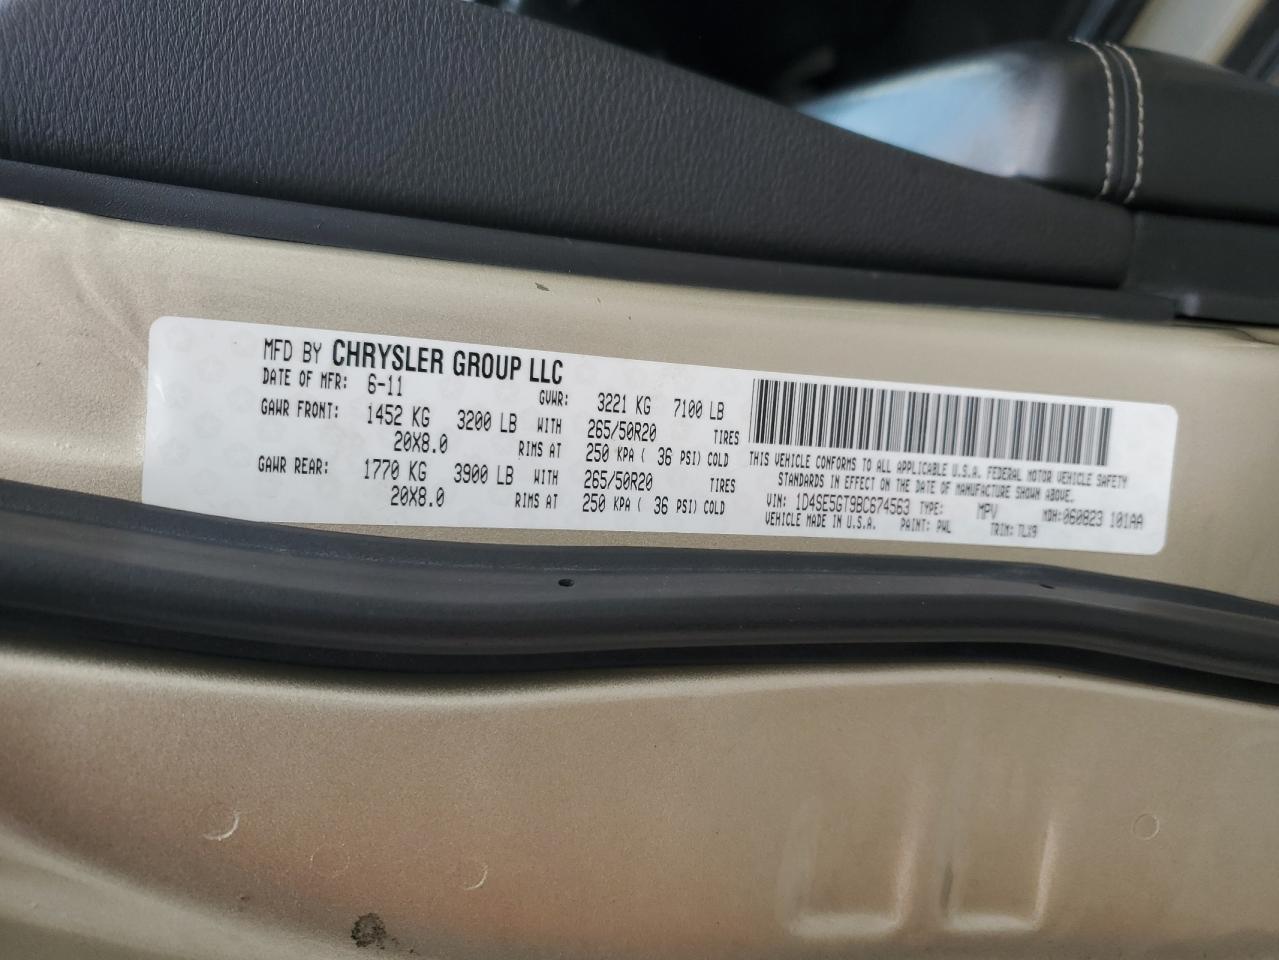 MFD BY CHRYSLER GROUP LLC
DATE OF MFR: 6-11 GVWR: 3221 KG 7100 LB
GAWR FRONT: 1452 KG 3200 LB WITH 265/50R20 TIRES
20X8.0 RIMS AT 250 KPA ( 36 PSI) COLD
GAWR REAR: 1770 KG 3900 LB WITH 265/50R20 TIRES
20X8.0 RIMS AT 250 KPA ( 36 PSI) COLD
THIS VEHICLE CONFORMS TO ALL APPLICABLE U.S.A. FEDERAL MOTOR VEHICLE SAFETY
STANDARDS IN EFFECT ON THE DATE OF MANUFACTURE SHOWN ABOVE.
VIN: 1D4SE5GT9BC674563 TYPE: MPV MDH:060823 101AA
VEHICLE MADE IN U.S.A. PAINT: PWL TRIM: TLX9